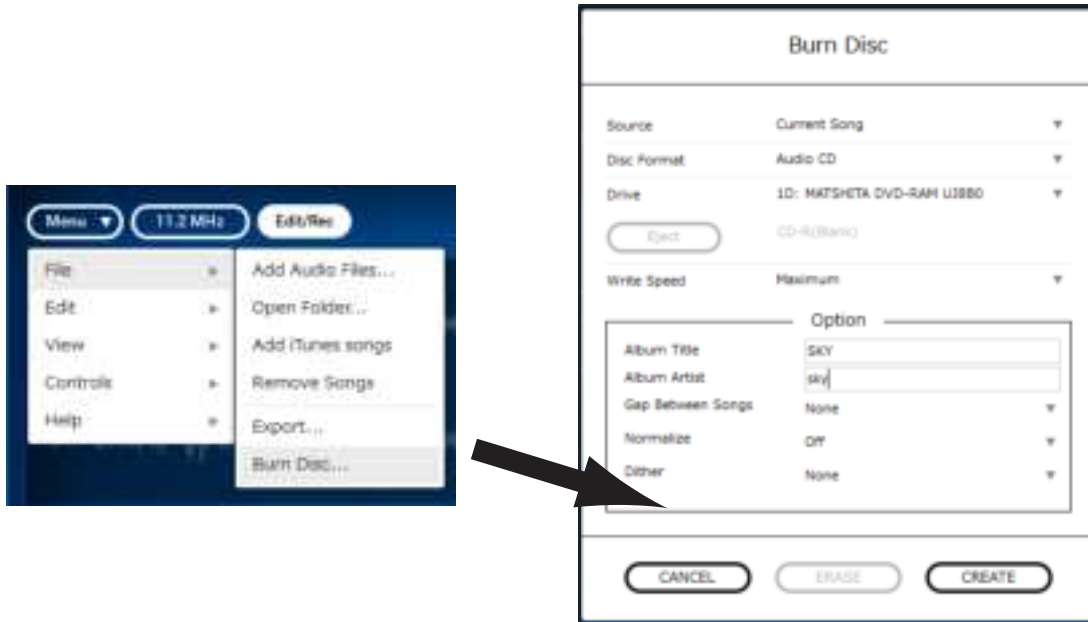 Menu ▼ 11.2 MHz Edit/Rec
File
Edit
View
Controls
Help
Add Audio Files...
Open Folder...
Add iTunes songs
Remove Songs
Export...
Burn Disc...
Burn Disc
Source Current Song
Disc Format Audio CD
Drive 1D: MATSHITA DVD-RAM UJ8B0
Eject CD-R(Blank)
Write Speed Maximum
Option
Album Title SKY
Album Artist sky
Gap Between Songs None
Normalize Off
Dither None
CANCEL ERASE CREATE